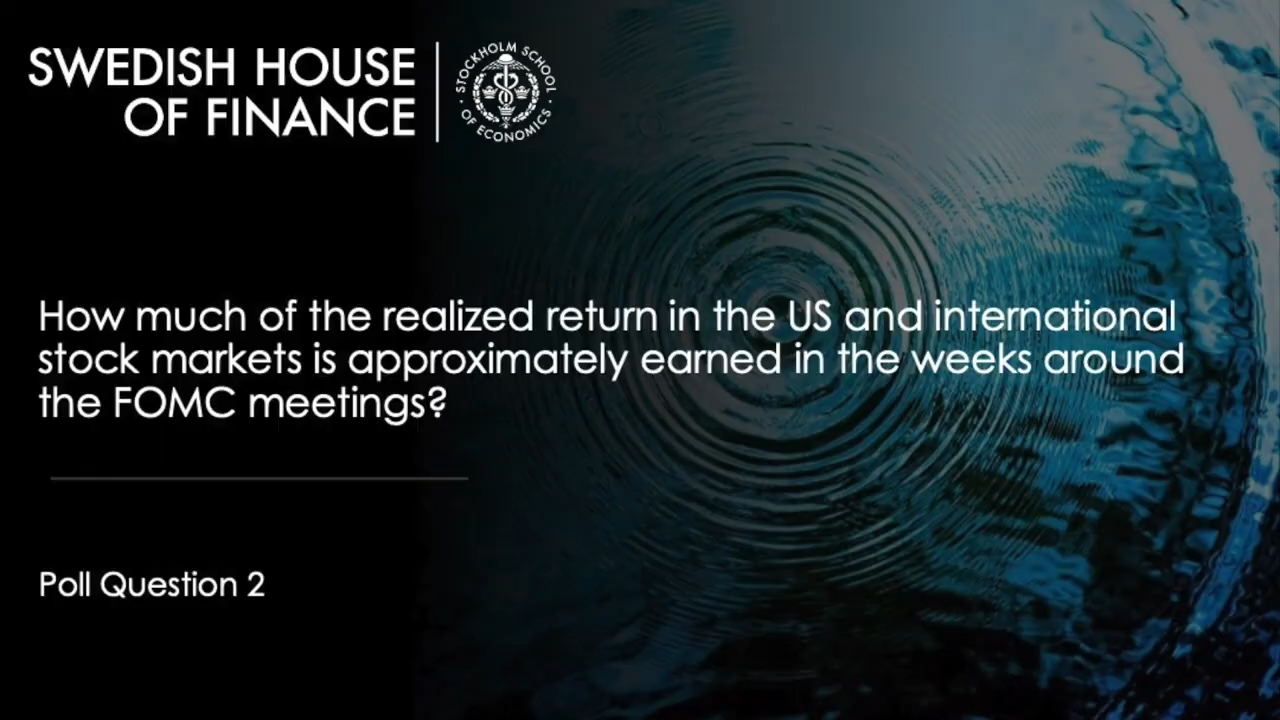 SWEDISH HOUSE
OF FINANCE
STOCKHOLM SCHOOL
OF ECONOMICS
How much of the realized return in the US and international
stock markets is approximately earned in the weeks around
the FOMC meetings?
Poll Question 2